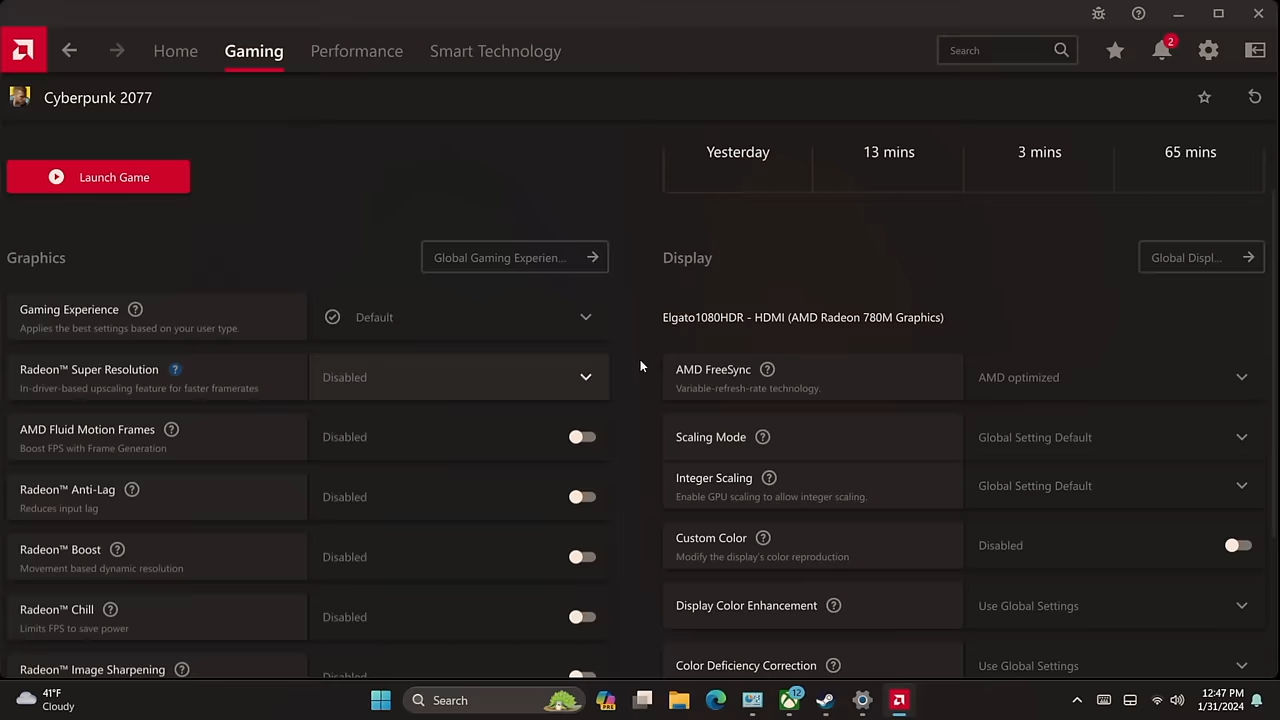 Home
Gaming
Performance
Smart Technology
Search
2
Cyberpunk 2077
Yesterday
13 mins
3 mins
65 mins
Launch Game
Graphics
Global Gaming Experien...
Display
Global Displ...
Gaming Experience ?
Applies the best settings based on your user type.
Default
Elgato1080HDR - HDMI (AMD Radeon 780M Graphics)
Radeon™ Super Resolution ?
In-driver-based upscaling feature for faster framerates
Disabled
AMD FreeSync ?
Variable-refresh-rate technology.
AMD optimized
AMD Fluid Motion Frames ?
Boost FPS with Frame Generation
Disabled
Scaling Mode ?
Global Setting Default
Radeon™ Anti-Lag ?
Reduces input lag
Disabled
Integer Scaling ?
Enable GPU scaling to allow integer scaling.
Global Setting Default
Radeon™ Boost ?
Movement based dynamic resolution
Disabled
Custom Color ?
Modify the display's color reproduction
Disabled
Radeon™ Chill ?
Limits FPS to save power
Disabled
Display Color Enhancement ?
Use Global Settings
Radeon™ Image Sharpening ?
Disabled
Color Deficiency Correction ?
Use Global Settings
41°F
Cloudy
Search
PRE
12
12:47 PM
1/31/2024